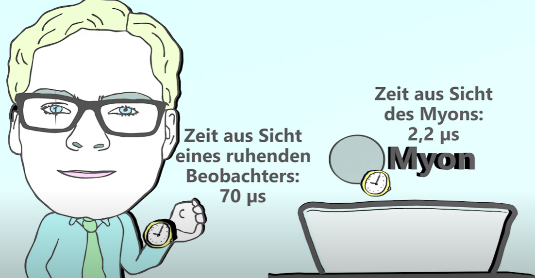 Zeit aus Sicht
eines ruhenden
Beobachters:
70 µs
Zeit aus Sicht
des Myons:
2,2 µs
Myon